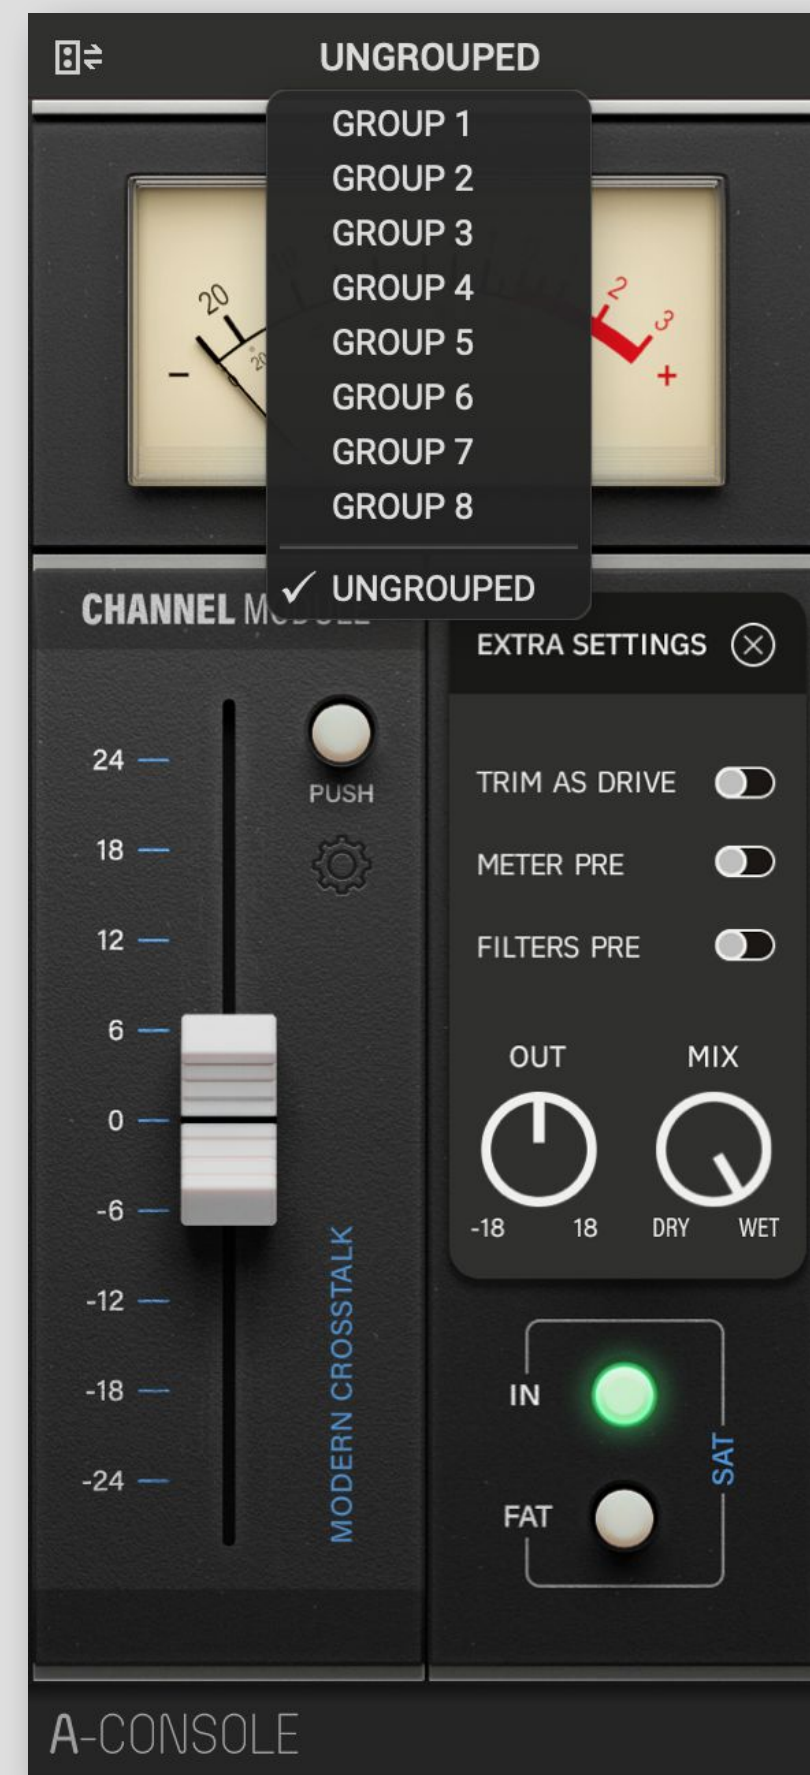 UNGROUPED
GROUP 1
GROUP 2
GROUP 3
GROUP 4
GROUP 5
GROUP 6
GROUP 7
GROUP 8
✓ UNGROUPED
20
20
2
3
-
+
CHANNEL MODULE
PUSH
24
18
12
6
0
-6
-12
-18
-24
MODERN CROSSTALK
EXTRA SETTINGS
TRIM AS DRIVE
METER PRE
FILTERS PRE
OUT MIX
-18 18 DRY WET
IN
FAT
SAT
A-CONSOLE